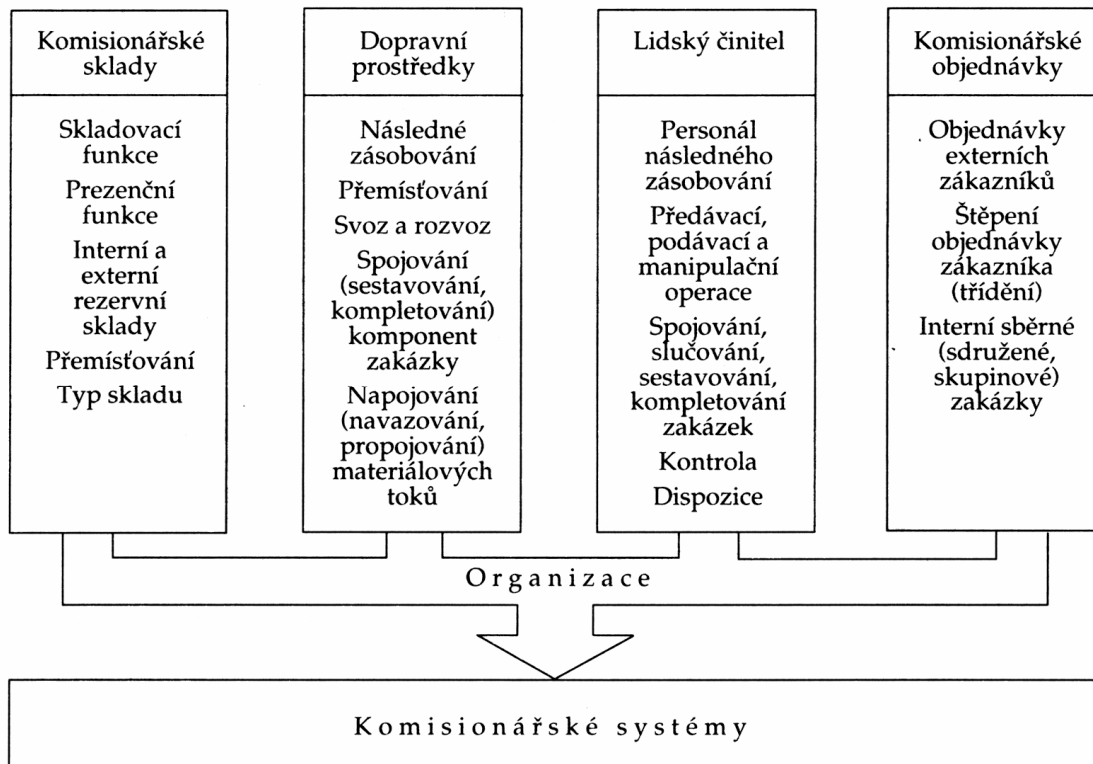 Komisionářské
sklady
Skladovací
funkce
Prezenční
funkce
Interní a
externí
rezervní
sklady
Přemísťování
Typ skladu
Dopravní
prostředky
Následné
zásobování
Přemísťování
Svoz a rozvoz
Spojování
(sestavování,
kompletování)
komponent
zakázky
Napojování
(navazování,
propojování)
materiálových
toků
Lidský činitel
Personál
následného
zásobování
Předávací,
podávací a
manipulační
operace
Spojování,
slučování,
sestavování,
kompletování
zakázek
Kontrola
Dispozice
Komisionářské
objednávky
Objednávky
externích
zákazníků
Štěpení
objednávky
zákazníka
(třídění)
Interní sběrné
(sdružené,
skupinové)
zakázky
Organizace
Komisionářské systémy